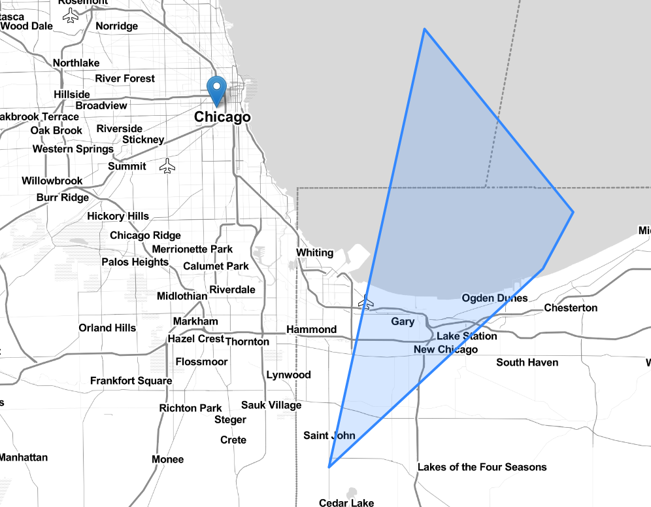 Rosemont
tasca
Wood Dale
Norridge
Northlake
River Forest
Hillside
Broadview
akbrook Terrace
Chicago
Oak Brook
Riverside
Stickney
Western Springs
Summit
Willowbrook
Burr Ridge
Hickory Hills
Chicago Ridge
Mi
Merrionette Park
Whiting
Palos Heights
Calumet Park
Riverdale
Midlothian
Ogden Dunes
Chesterton
Markham
Gary
Orland Hills
Hammond
Hazel Crest
Thornton
Lake Station
New Chicago
Flossmoor
South Haven
W
Lynwood
Frankfort Square
s
Richton Park
Sauk Village
Steger
Crete
Saint John
Manhattan
Monee
Lakes of the Four Seasons
Cedar Lake